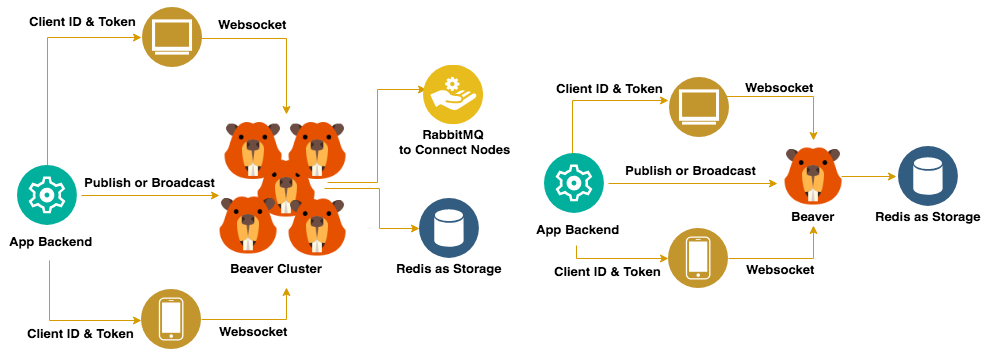 Client ID & Token
Websocket
RabbitMQ
to Connect Nodes
Publish or Broadcast
App Backend
Beaver Cluster
Redis as Storage
Client ID & Token
Websocket
Client ID & Token
Websocket
Publish or Broadcast
App Backend
Beaver
Redis as Storage
Client ID & Token
Websocket